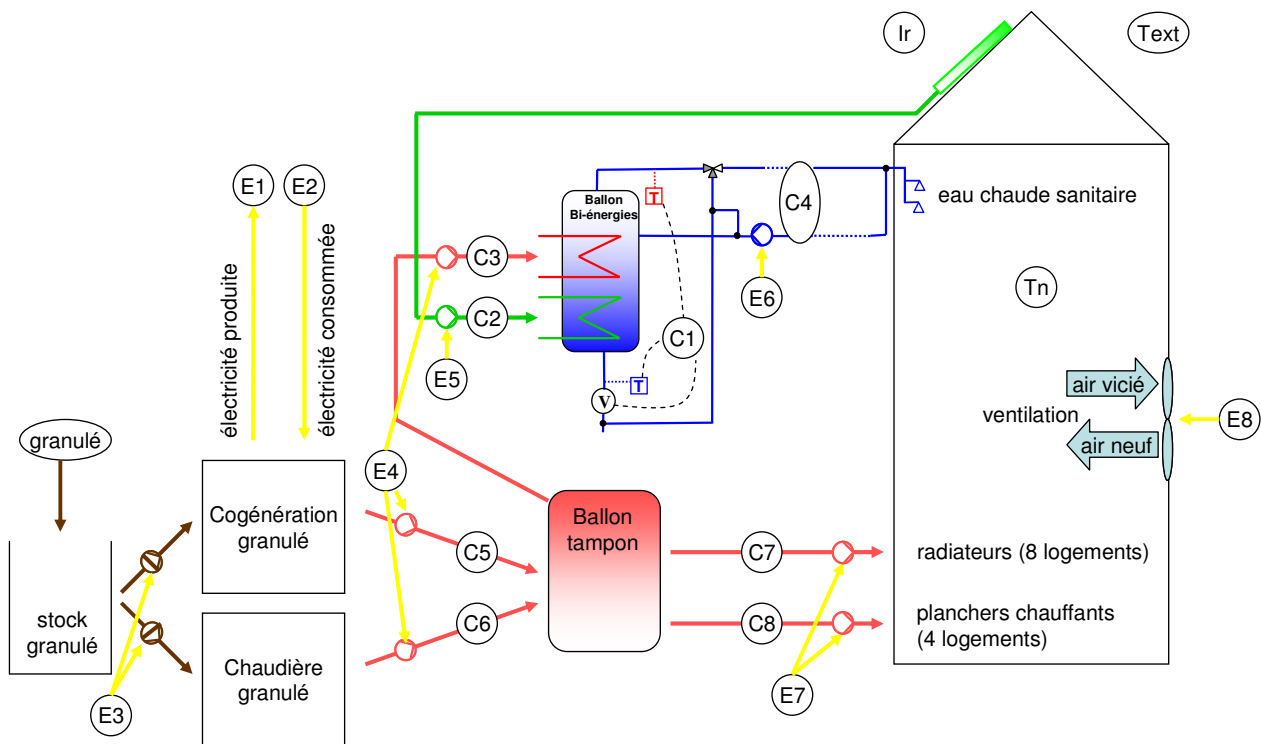 Ir
Text
E1
E2
électricité produite
électricité consommée
Ballon
Bi-énergies
T
C4
eau chaude sanitaire
C3
C2
E5
E6
C1
T
V
Tn
air vicié
ventilation
air neuf
E8
granulé
stock
granulé
E3
Cogénération
granulé
Chaudière
granulé
E4
C5
C6
Ballon
tampon
C7
C8
E7
radiateurs (8 logements)
planchers chauffants
(4 logements)